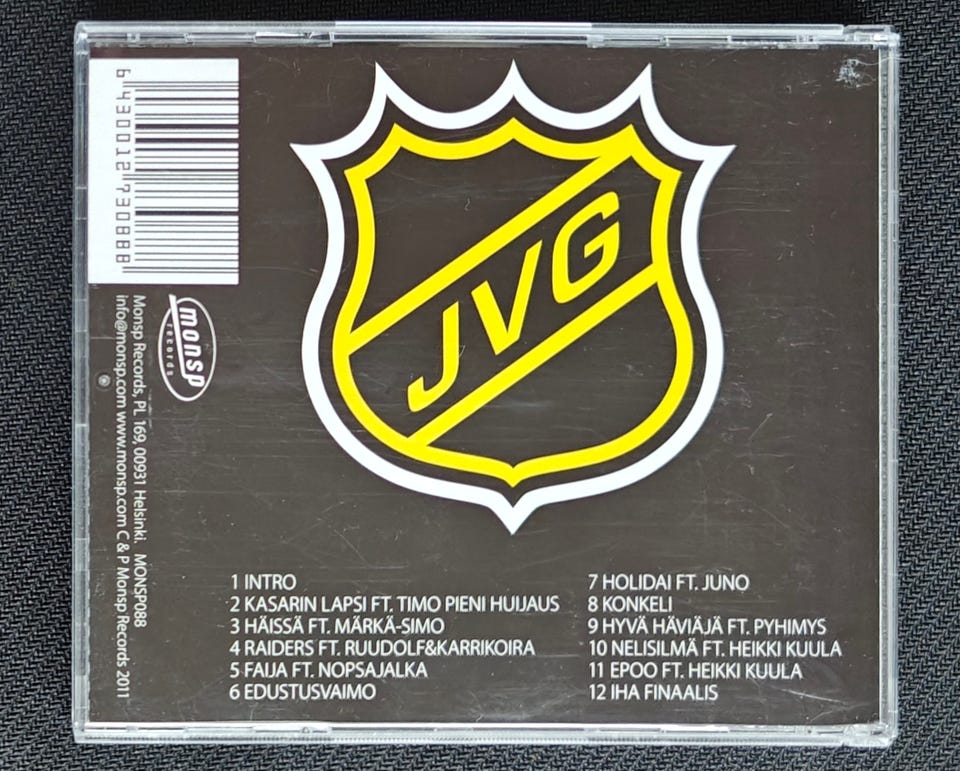 6 430012 730888
monsp
records
Monsp Records, PL 169, 00931 Helsinki. MONSP088
info@monsp.com www.monsp.com C & P Monsp Records 2011
JVG
1 INTRO
2 KASARIN LAPSI FT. TIMO PIENI HUIJAUS
3 HÄISSÄ FT. MÄRKÄ-SIMO
4 RAIDERS FT. RUUDOLF&KARRIKOIRA
5 FAIJA FT. NOPSAJALKA
6 EDUSTUSVAIMO
7 HOLIDAI FT. JUNO
8 KONKELI
9 HYVÄ HÄVIÄJÄ FT. PYHIMYS
10 NELISILMÄ FT. HEIKKI KUULA
11 EPOO FT. HEIKKI KUULA
12 IHA FINAALIS